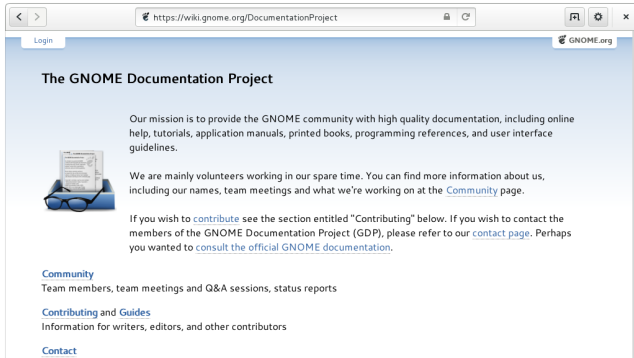 https://wiki.gnome.org/DocumentationProject
Login
GNOME.org
The GNOME Documentation Project
Our mission is to provide the GNOME community with high quality documentation, including online
help, tutorials, application manuals, printed books, programming references, and user interface
guidelines.
We are mainly volunteers working in our spare time. You can find more information about us,
including our names, team meetings and what we're working on at the Community page.
If you wish to contribute see the section entitled "Contributing" below. If you wish to contact the
members of the GNOME Documentation Project (GDP), please refer to our contact page. Perhaps
you wanted to consult the official GNOME documentation.
Community
Team members, team meetings and Q&A sessions, status reports
Contributing and Guides
Information for writers, editors, and other contributors
Contact